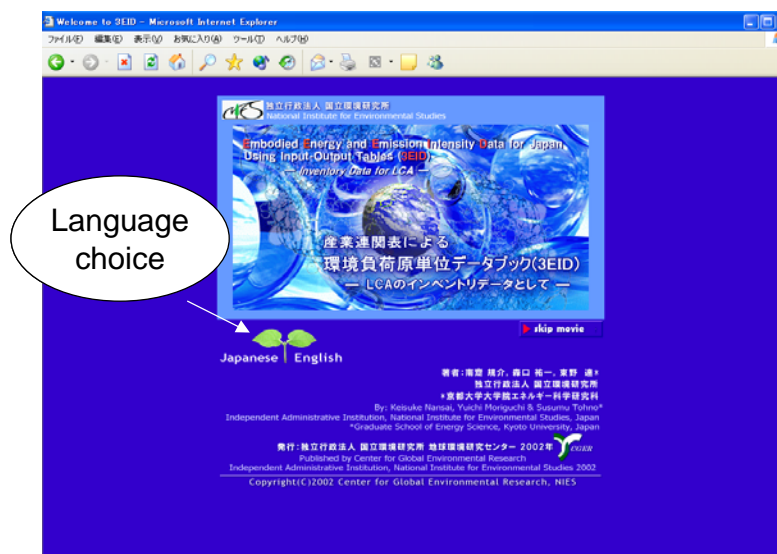 Welcome to 3EID - Microsoft Internet Explorer
ファイル(F) 編集(E) 表示(V) お気に入り(A) ツール(T) ヘルプ(H)
NIES
独立行政法人 国立環境研究所
National Institute for Environmental Studies
Embodied Energy and Emission Intensity Data for Japan
Using Input-Output Tables (3EID)
— Inventory Data for LCA —
産業連関表による
環境負荷原単位データブック(3EID)
— LCAのインベントリデータとして —
Language
choice
skip movie
Japanese English
著者:南齋 規介, 森口 祐一, 東野 達*
独立行政法人 国立環境研究所
*京都大学大学院エネルギー科学研究科
By: Keisuke Nansai, Yuichi Moriguchi & Susumu Tohno*
Independent Administrative Institution, National Institute for Environmental Studies, Japan
*Graduate School of Energy Science, Kyoto University, Japan
発行:独立行政法人 国立環境研究所 地球環境研究センター 2002年
CGER
Published by Center for Global Environmental Research
Independent Administrative Institution, National Institute for Environmental Studies 2002
Copyright(C)2002 Center for Global Environmental Research, NIES